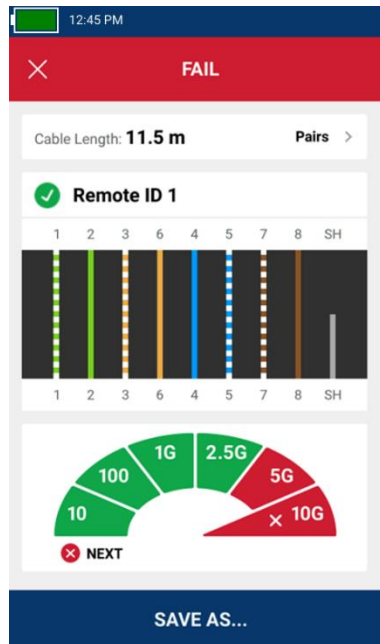 12:45 PM
FAIL
Cable Length: 11.5 m Pairs >
Remote ID 1
1 2 3 6 4 5 7 8 SH
1 2 3 6 4 5 7 8 SH
10 100 1G 2.5G 5G 10G
NEXT
SAVE AS...